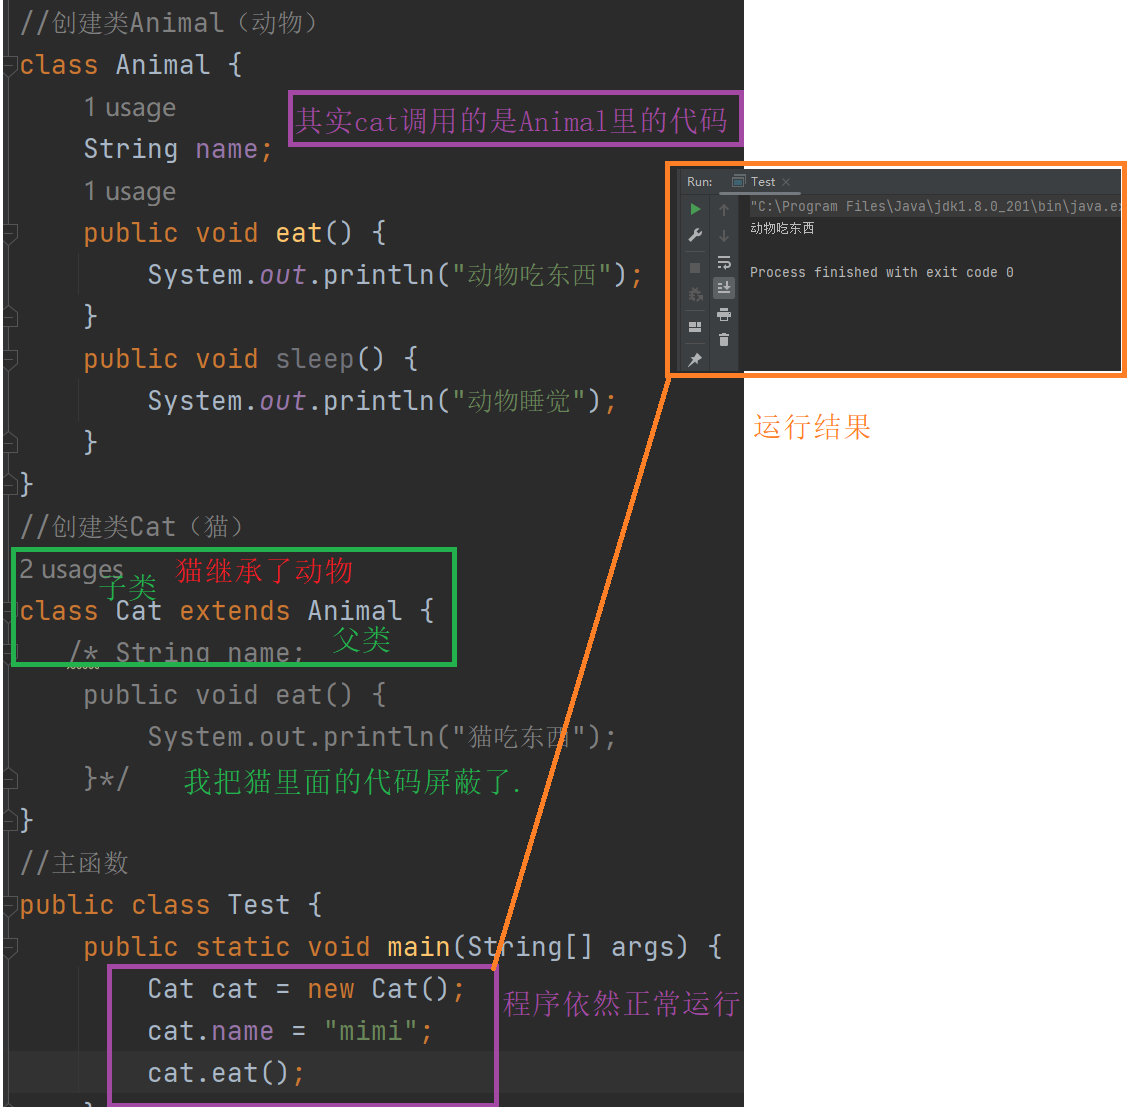 //创建类Animal（动物）
class Animal {
1 usage
其实cat调用的是Animal里的代码
String name;
1 usage
public void eat() {
System.out.println("动物吃东西");
}
public void sleep() {
System.out.println("动物睡觉");
}
}
Run: Test ×
"C:\Program Files\Java\jdk1.8.0_201\bin\java.ex
动物吃东西
Process finished with exit code 0
运行结果
//创建类Cat（猫）
2 usages
子类 猫继承了动物
class Cat extends Animal {
父类
/* String name;
public void eat() {
System.out.println("猫吃东西");
}*/ 我把猫里面的代码屏蔽了.
}
//主函数
public class Test {
public static void main(String[] args) {
Cat cat = new Cat();
程序依然正常运行
cat.name = "mimi";
cat.eat();
}